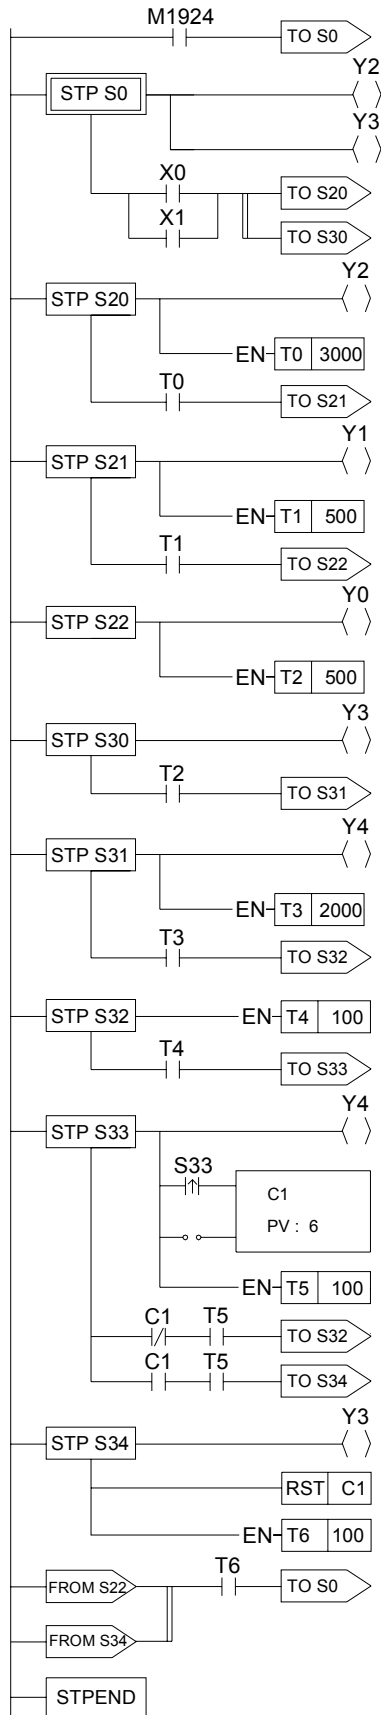 M1924
TO S0
STP S0
Y2
Y3
X0
TO S20
X1
TO S30
STP S20
Y2
EN T0 3000
T0
TO S21
STP S21
Y1
EN T1 500
T1
TO S22
STP S22
Y0
EN T2 500
STP S30
Y3
T2
TO S31
STP S31
Y4
EN T3 2000
T3
TO S32
STP S32
EN T4 100
T4
TO S33
STP S33
Y4
S33
C1
PV : 6
EN T5 100
C1 T5
TO S32
C1 T5
TO S34
STP S34
Y3
RST C1
EN T6 100
FROM S22
T6
TO S0
FROM S34
STPEND